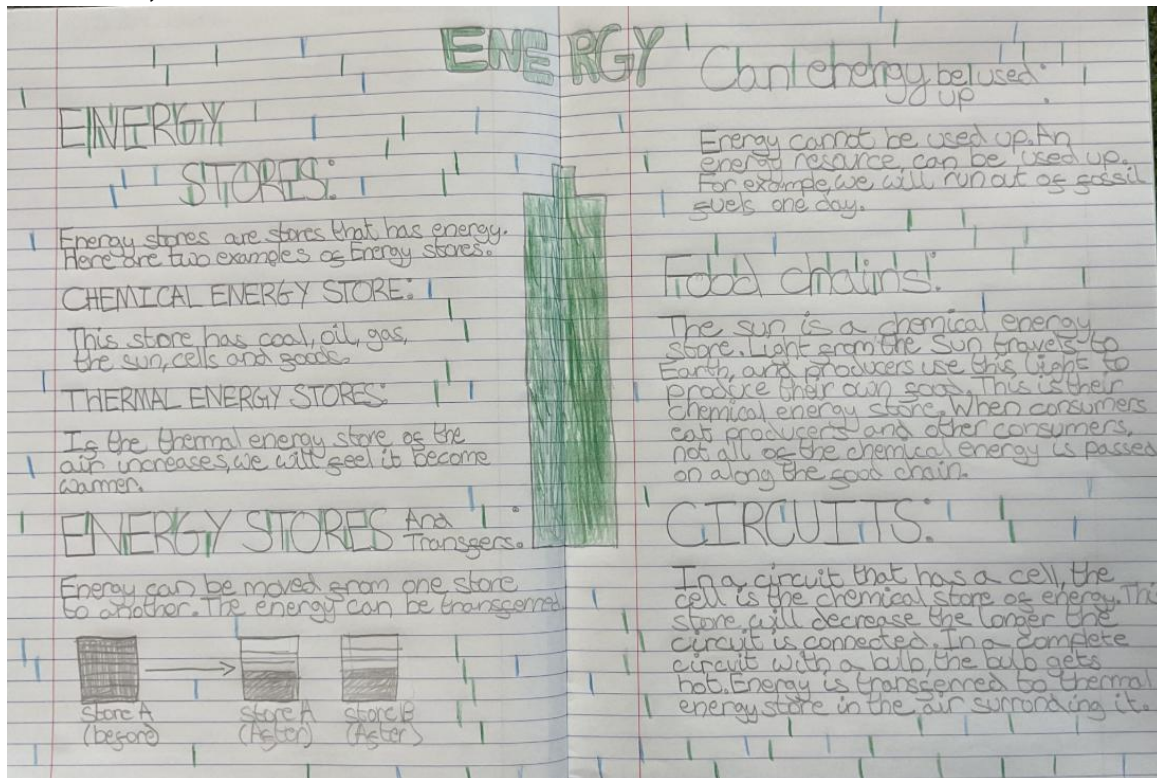 ENERGY
ENERGY
STORES:
Energy stores are stores that has energy.
Here are two examples of Energy stores.
CHEMICAL ENERGY STORE:
This store has coal, oil, gas,
the sun, cells and foods.
THERMAL ENERGY STORES:
If the thermal energy store of the
air increases, we will feel it become
warmer.
ENERGY STORES And
Transfers.
Energy can be moved from one store
to another. The energy can be transferred
Store A
(before)
Store A
(After)
Store B
(After)
Can energy be used
up
Energy cannot be used up. An
energy resource can be used up.
For example, we will run out of fossil
fuels one day.
Food chains:
The sun is a chemical energy
store. Light from the Sun travels to
Earth, and producers use this light to
produce their own food. This is their
chemical energy store. When consumers
eat producers and other consumers,
not all of the chemical energy is passed
on along the food chain.
CIRCUITS:
In a circuit that has a cell, the
cell is the chemical store of energy. Th
store, will decrease the longer the
circuit is connected. In a complete
circuit with a bulb, the bulb gets
hot. Energy is transferred to thermal
energy store in the air surronding it.